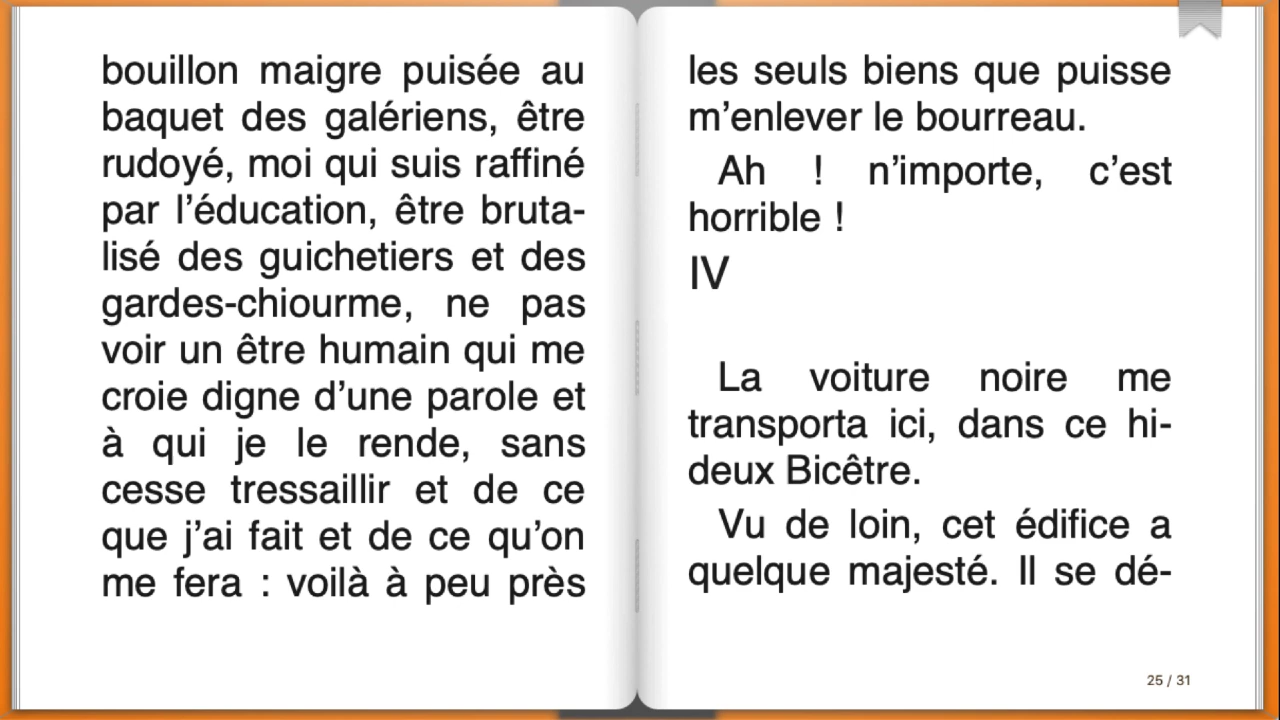 bouillon maigre puisée au
baquet des galériens, être
rudoyé, moi qui suis raffiné
par l’éducation, être bruta-
lisé des guichetiers et des
gardes-chiourme, ne pas
voir un être humain qui me
croie digne d’une parole et
à qui je le rende, sans
cesse tressaillir et de ce
que j’ai fait et de ce qu’on
me fera : voilà à peu près
les seuls biens que puisse
m’enlever le bourreau.
Ah ! n’importe, c’est
horrible !
IV
La voiture noire me
transporta ici, dans ce hi-
deux Bicêtre.
Vu de loin, cet édifice a
quelque majesté. Il se dé-
25 / 31